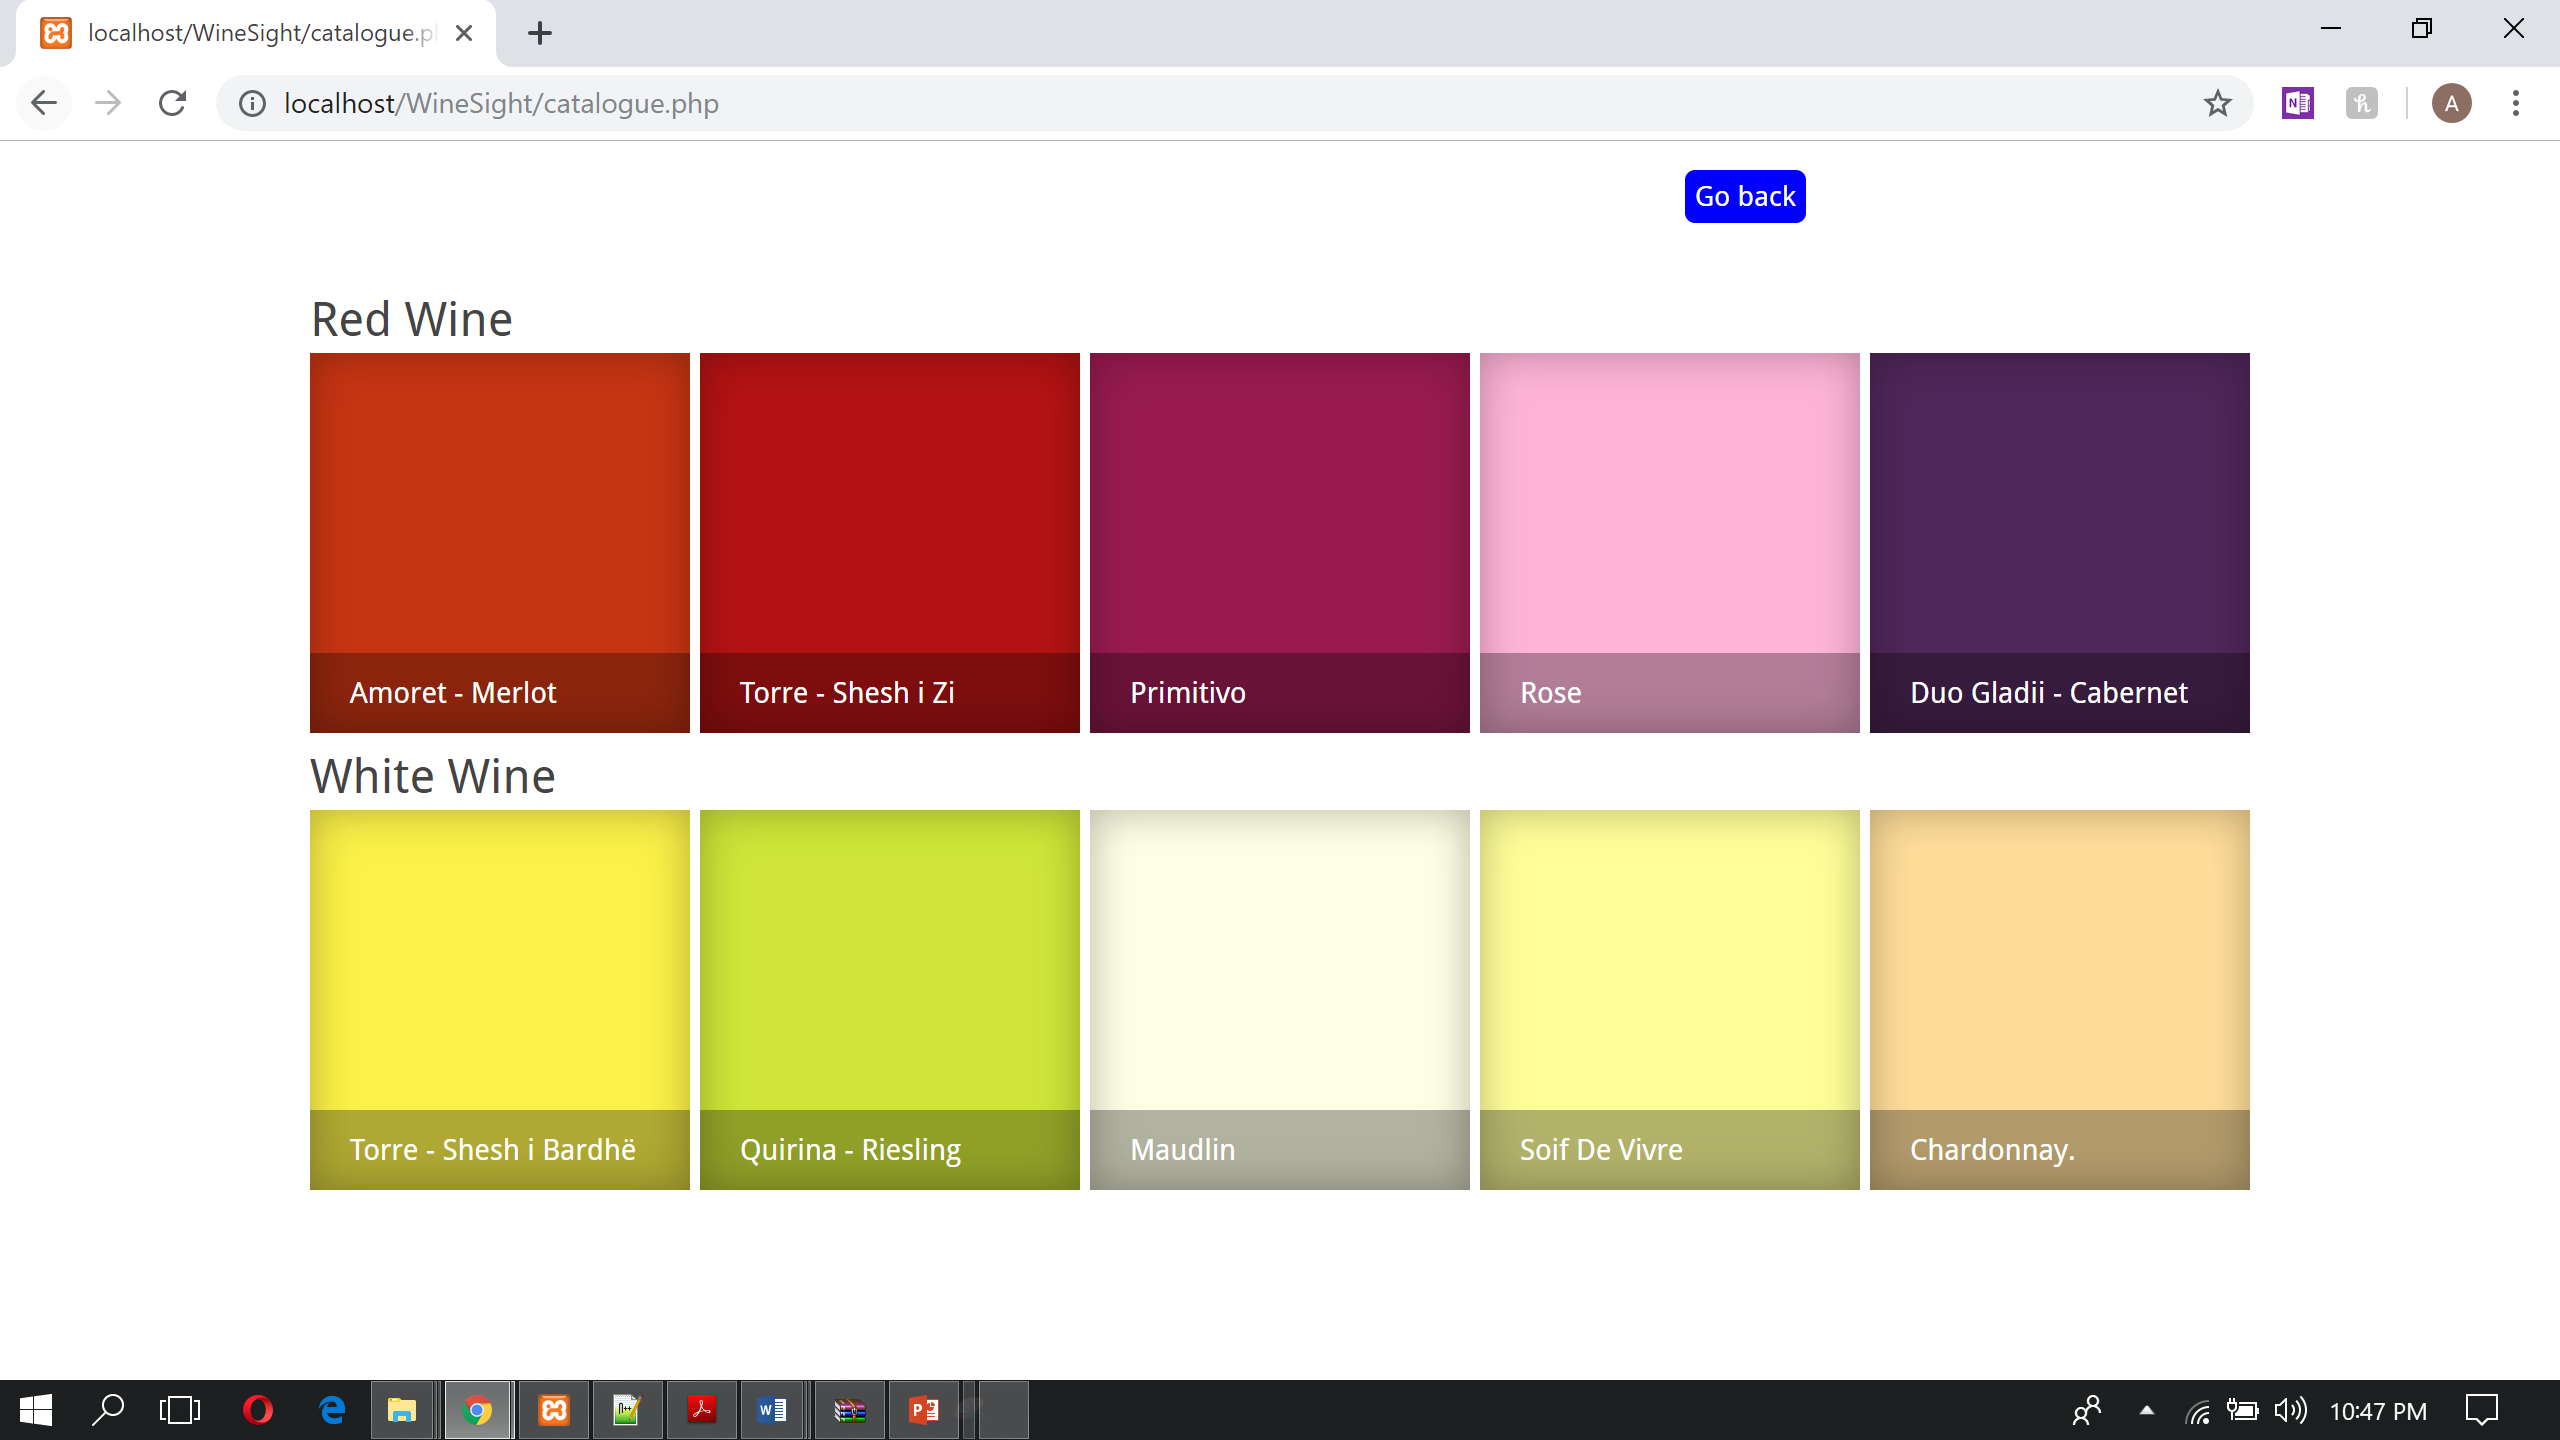 localhost/WineSight/catalogue.p
localhost/WineSight/catalogue.php
A
Go back
Red Wine
Amoret - Merlot
Torre - Shesh i Zi
Primitivo
Rose
Duo Gladii - Cabernet
White Wine
Torre - Shesh i Bardhë
Quirina - Riesling
Maudlin
Soif De Vivre
Chardonnay.
10:47 PM